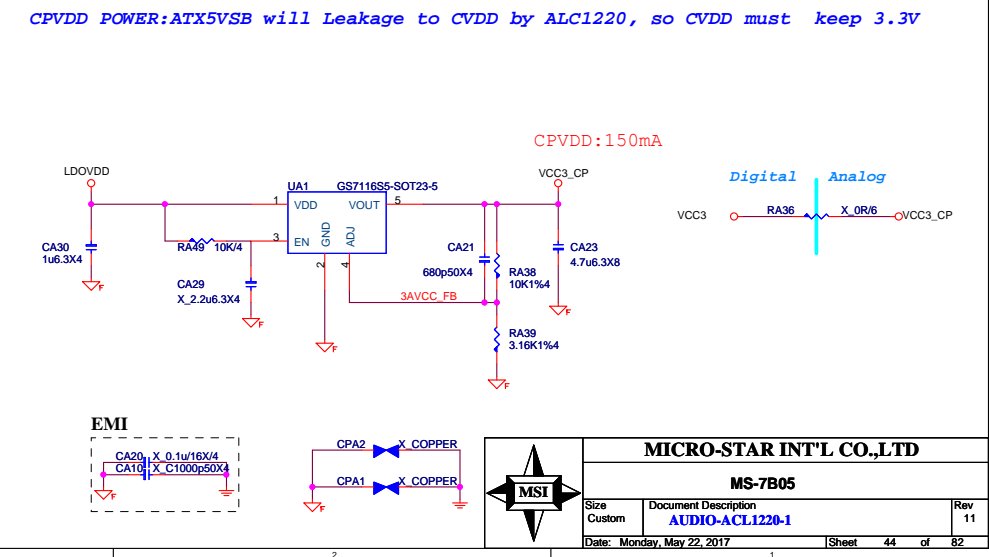 CPVDD POWER:ATX5VSB will Leakage to CVDD by ALC1220, so CVDD must keep 3.3V
CPVDD:150mA
LDOVDD
UA1 GS7116S5-SOT23-5
VCC3_CP
Digital Analog
1 VDD VOUT 5
VCC3 RA36 X_0R/6 VCC3_CP
3 EN GND ADJ
RA49 10K/4
CA30
1u6.3X4
F
2 4
CA21
680p50X4
CA23
4.7u6.3X8
RA38
10K1%4
CA29
X_2.2u6.3X4
F
3AVCC_FB
F
F
RA39
3.16K1%4
F
EMI
CA20 X_0.1u/16X/4
CA10 X_C1000p50X4
F
CPA2 X_COPPER
CPA1 X_COPPER
F
MSI
MICRO-STAR INT'L CO.,LTD
MS-7B05
Size
Custom
Document Description
AUDIO-ACL1220-1
Rev
11
Date: Monday, May 22, 2017 Sheet 44 of 82
2 1